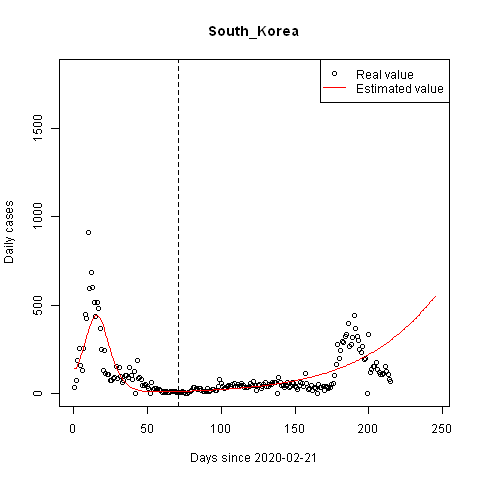 South_Korea
Real value
Estimated value
Daily cases
1500
1000
500
0
0 50 100 150 200 250
Days since 2020-02-21